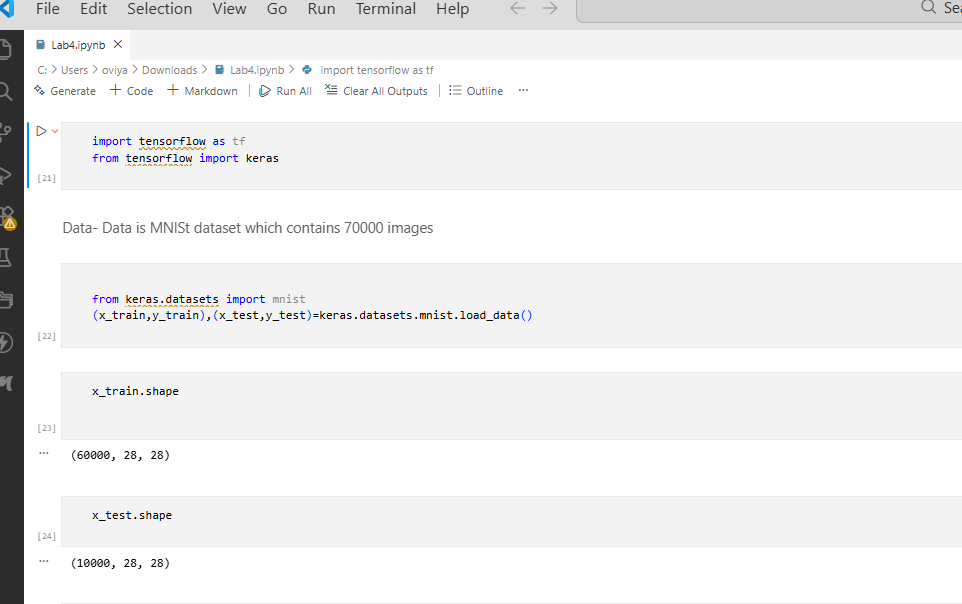 File Edit Selection View Go Run Terminal Help
Lab4.ipynb
C: > Users > oviya > Downloads > Lab4.ipynb > import tensorflow as tf
Generate + Code + Markdown | Run All Clear All Outputs | Outline ...
import tensorflow as tf
from tensorflow import keras
[21]
Data- Data is MNISt dataset which contains 70000 images
from keras.datasets import mnist
(x_train,y_train),(x_test,y_test)=keras.datasets.mnist.load_data()
[22]
x_train.shape
[23]
... (60000, 28, 28)
x_test.shape
[24]
... (10000, 28, 28)